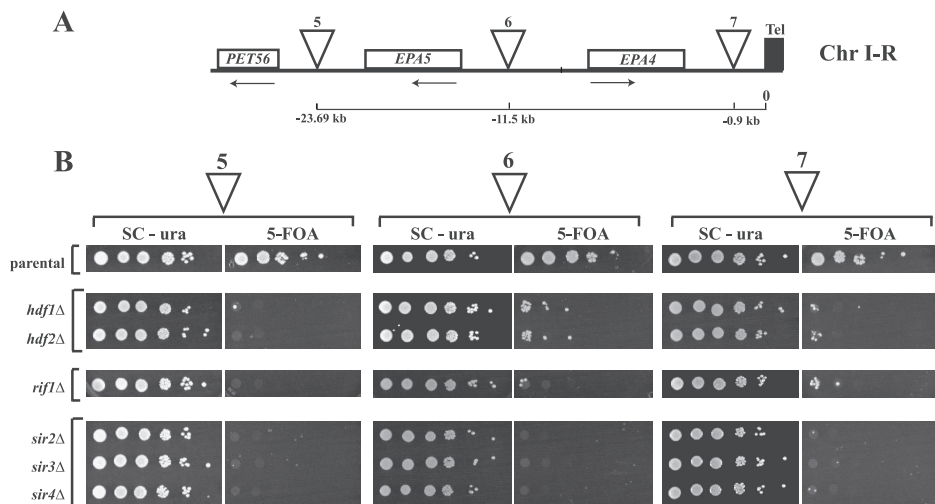 A
5
6
7
Tel
PET56
EPA5
EPA4
Chr I-R
0
-23.69 kb
-11.5 kb
-0.9 kb
B
5
6
7
SC - ura
5-FOA
SC - ura
5-FOA
SC - ura
5-FOA
parental
hdf1Δ
hdf2Δ
rif1Δ
sir2Δ
sir3Δ
sir4Δ